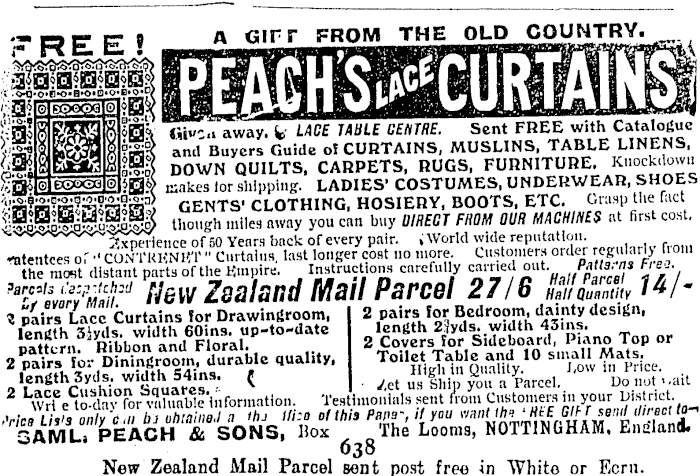 FREE!
A GIFT FROM THE OLD COUNTRY.
PEACH'S LACE CURTAINS
Given away, LACE TABLE CENTRE. Sent FREE with Catalogue
and Buyers Guide of CURTAINS, MUSLINS, TABLE LINENS,
DOWN QUILTS, CARPETS, RUGS, FURNITURE. Knockdown
makes for shipping. LADIES' COSTUMES, UNDERWEAR, SHOES
GENTS' CLOTHING, HOSIERY, BOOTS, ETC. Grasp the fact
though miles away you can buy DIRECT FROM OUR MACHINES at first cost.
Experience of 50 Years back of every pair. World wide reputation.
Patentees of "CONTRENET" Curtains, last longer cost no more. Customers order regularly from
the most distant parts of the Empire. Instructions carefully carried out. Patterns Free.
Parcels despatched by every Mail.
New Zealand Mail Parcel 27/6 Half Parcel Half Quantity 14/-
2 pairs Lace Curtains for Drawingroom,
length 3½yds. width 60ins. up-to-date
pattern. Ribbon and Floral.
2 pairs for Diningroom, durable quality,
length 3yds. width 54ins.
2 Lace Cushion Squares.
2 pairs for Bedroom, dainty design,
length 2¾yds. width 43ins.
2 Covers for Sideboard, Piano Top or
Toilet Table and 10 small Mats.
High in Quality. Low in Price.
Let us Ship you a Parcel. Do not wait
Write to-day for valuable information. Testimonials sent from Customers in your District.
Price Lists only can be obtained a the Office of this Paper, if you want the FREE GIFT send direct to—
SAML. PEACH & SONS, Box 638 The Looms, NOTTINGHAM, England.
New Zealand Mail Parcel sent post free in White or Ecru.